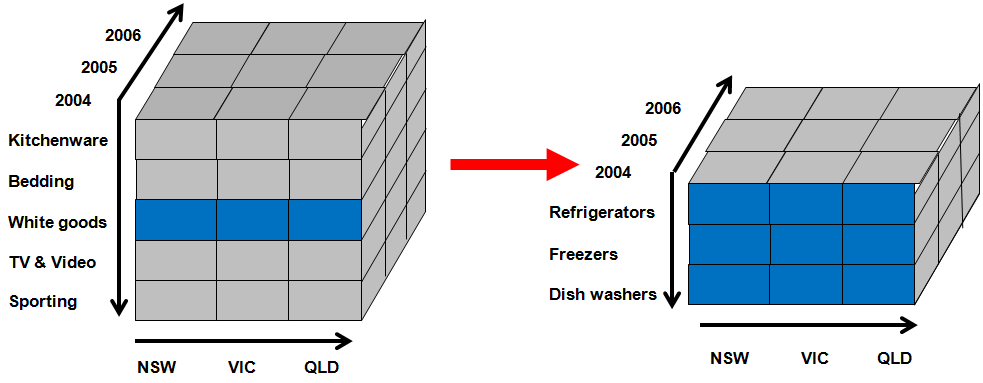 2006
2005
2004
Kitchenware
Bedding
White goods
TV & Video
Sporting
NSW VIC QLD
2006
2005
2004
Refrigerators
Freezers
Dish washers
NSW VIC QLD